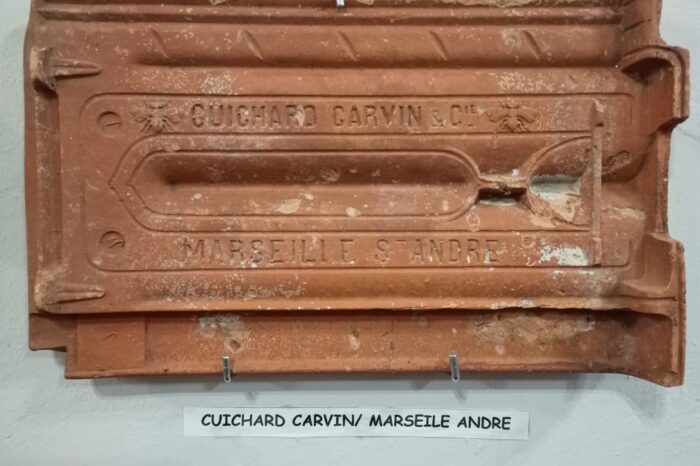 GUICHARD CARVIN & CIE
MARSEILLE ST ANDRE
CUICHARD CARVIN/ MARSEILE ANDRE